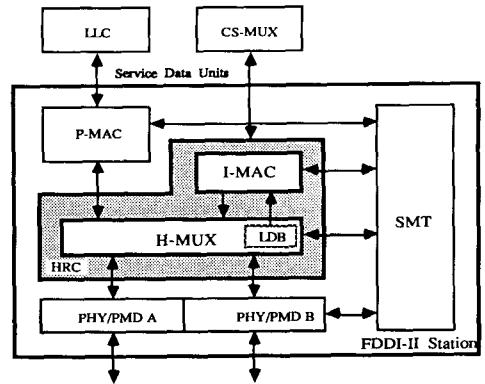 LLC
CS-MUX
Service Data Units
P-MAC
I-MAC
SMT
H-MUX
LDB
HRC
PHY/PMD A
PHY/PMD B
FDDI-II Station